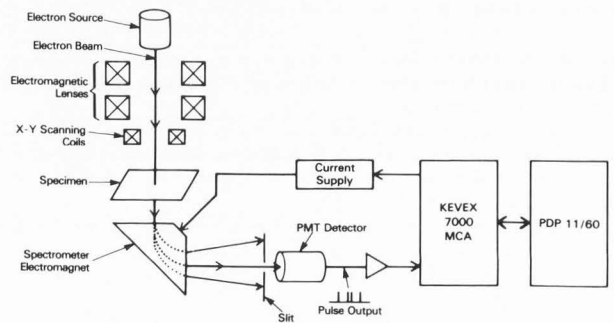 Electron Source
Electron Beam
Electromagnetic
Lenses
X-Y Scanning
Coils
Specimen
Spectrometer
Electromagnet
Current
Supply
PMT Detector
Slit
Pulse Output
KEVEX
7000
MCA
PDP 11/60